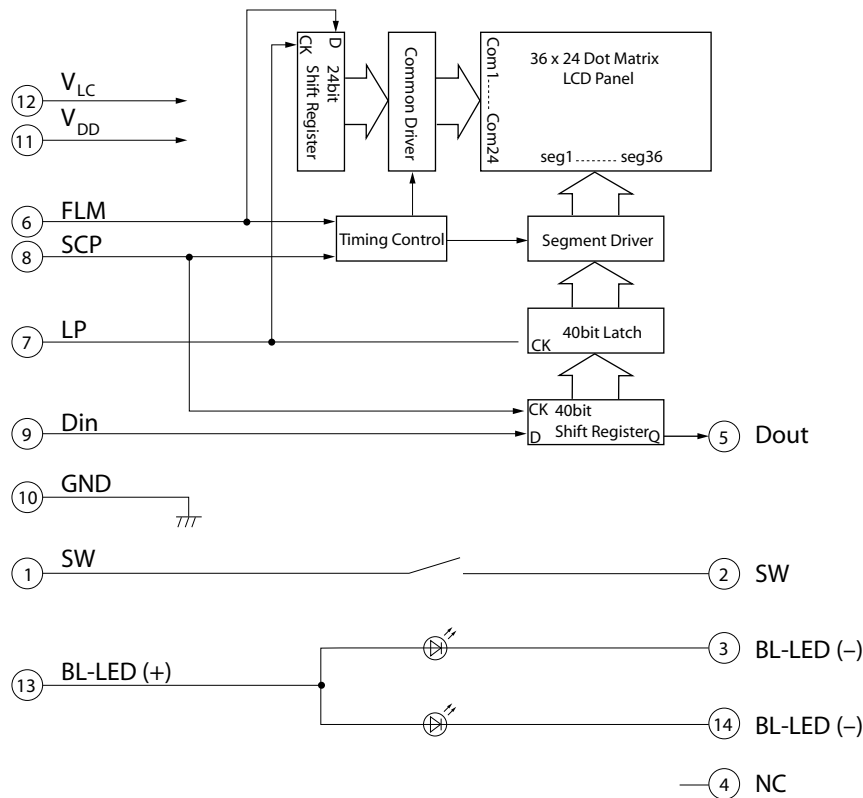 D
CK
24bit
Shift Register
Common Driver
Com1........Com24
36 x 24 Dot Matrix
LCD Panel
seg1......... seg36
12
VLC
11
VDD
6
FLM
8
SCP
Timing Control
Segment Driver
7
LP
40bit Latch
CK
9
Din
CK 40bit
Shift Register
D
Q
5
Dout
10
GND
1
SW
2
SW
13
BL-LED (+)
3
BL-LED (–)
14
BL-LED (–)
4
NC